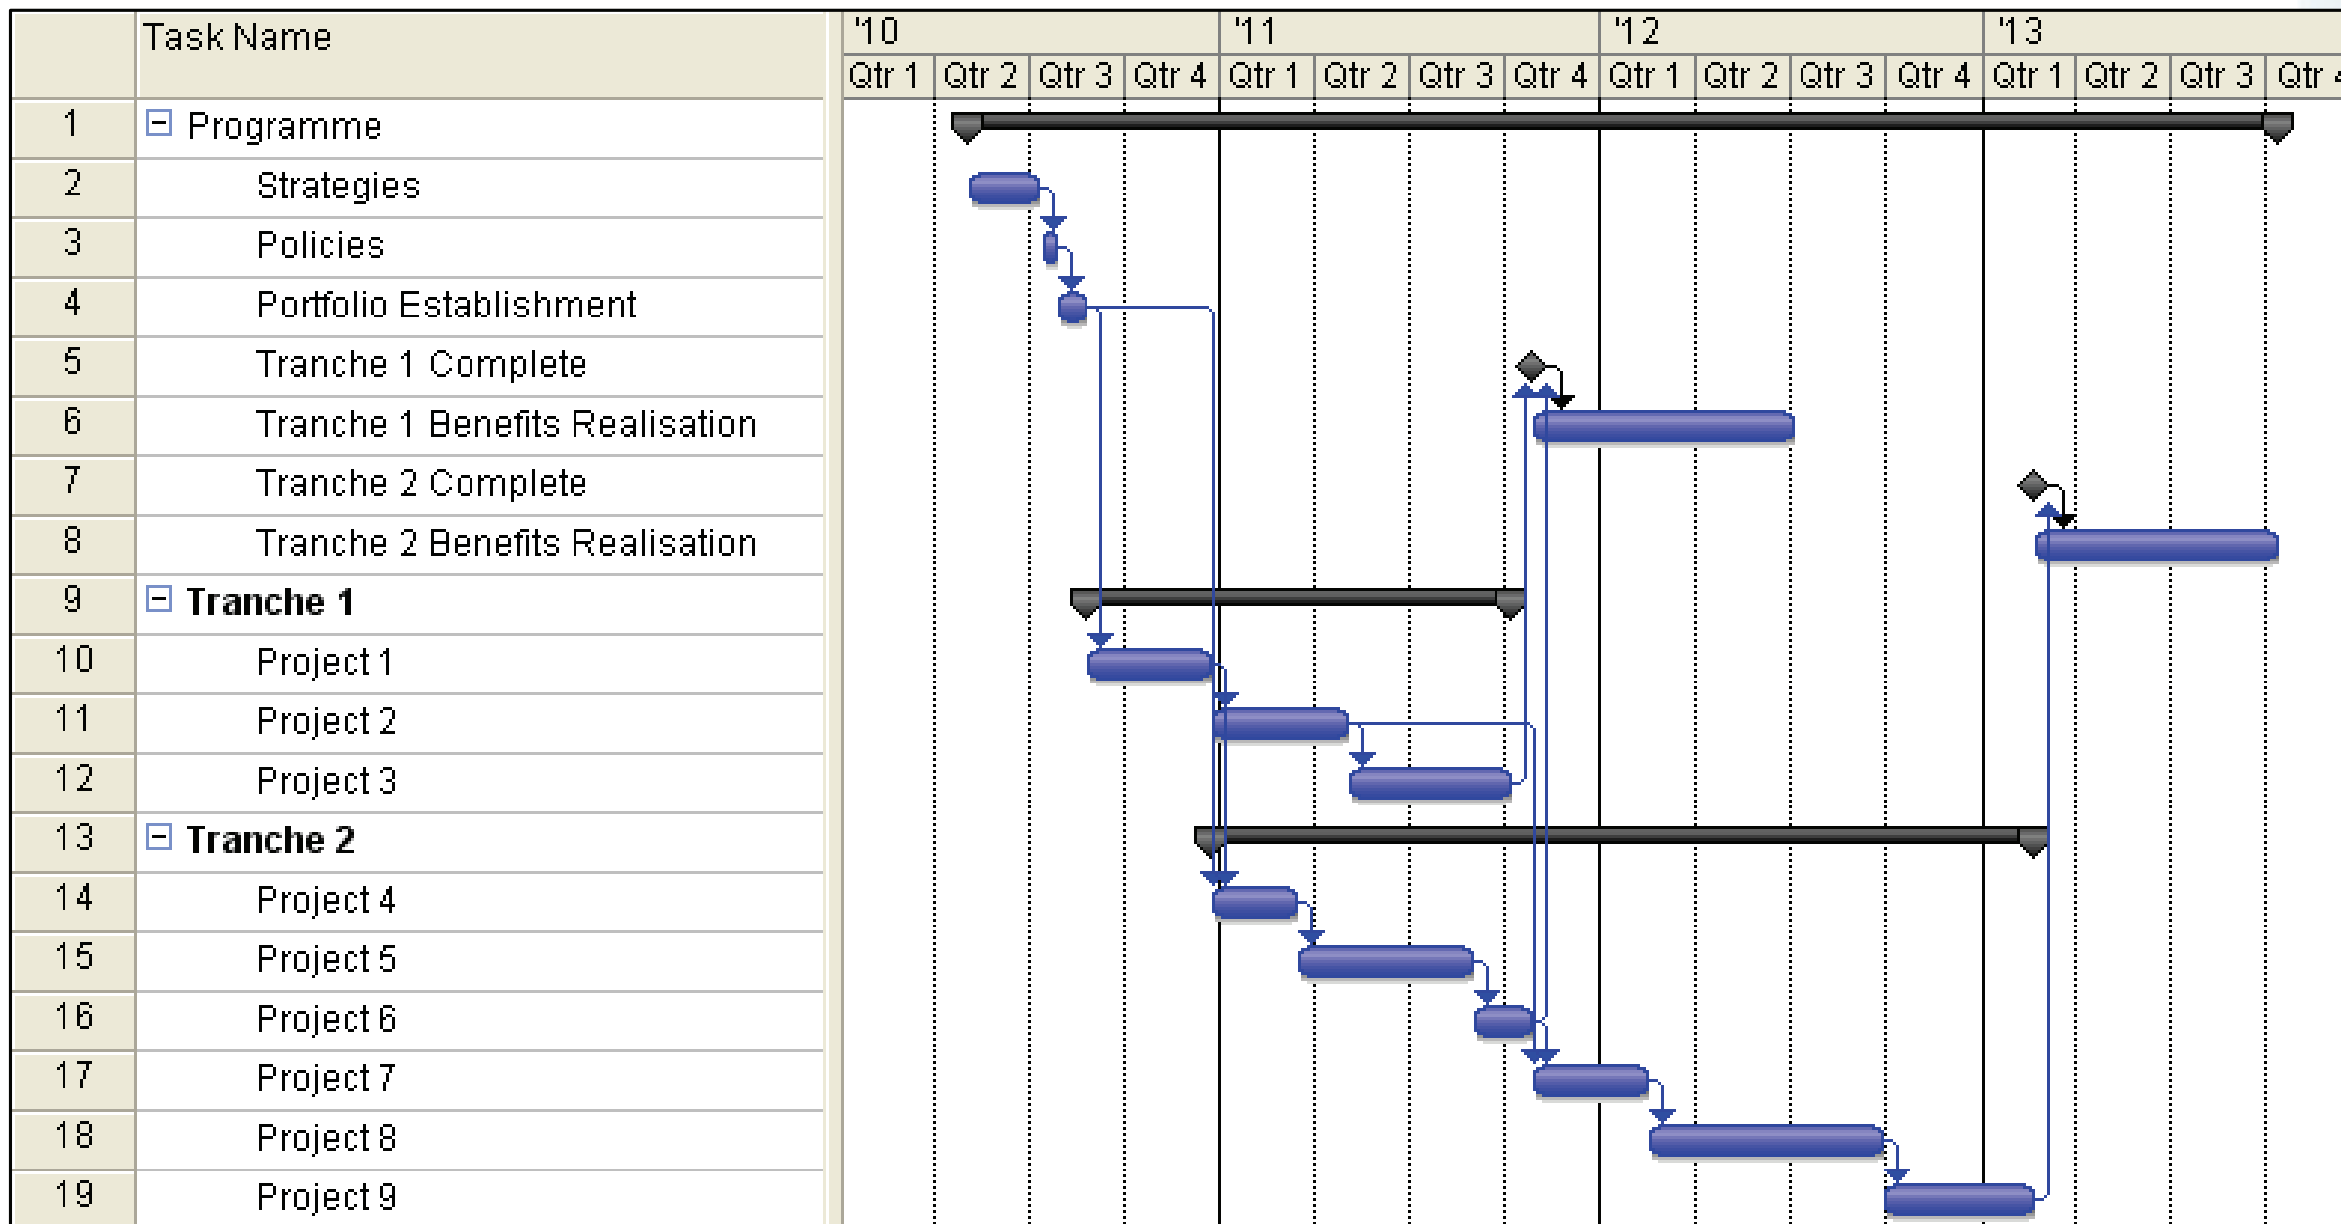 Task Name
'10 '11 '12 '13
Qtr 1 Qtr 2 Qtr 3 Qtr 4 Qtr 1 Qtr 2 Qtr 3 Qtr 4 Qtr 1 Qtr 2 Qtr 3 Qtr 4 Qtr 1 Qtr 2 Qtr 3 Qtr 4
1 Programme
2 Strategies
3 Policies
4 Portfolio Establishment
5 Tranche 1 Complete
6 Tranche 1 Benefits Realisation
7 Tranche 2 Complete
8 Tranche 2 Benefits Realisation
9 Tranche 1
10 Project 1
11 Project 2
12 Project 3
13 Tranche 2
14 Project 4
15 Project 5
16 Project 6
17 Project 7
18 Project 8
19 Project 9